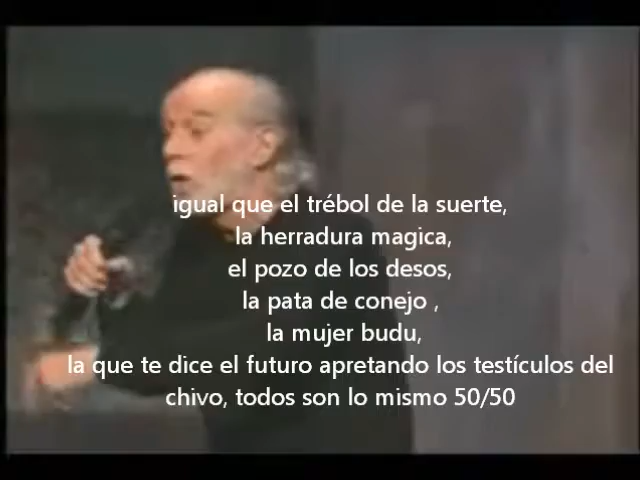 igual que el trébol de la suerte,
la herradura magica,
el pozo de los desos,
la pata de conejo ,
la mujer budu,
la que te dice el futuro apretando los testículos del
chivo, todos son lo mismo 50/50